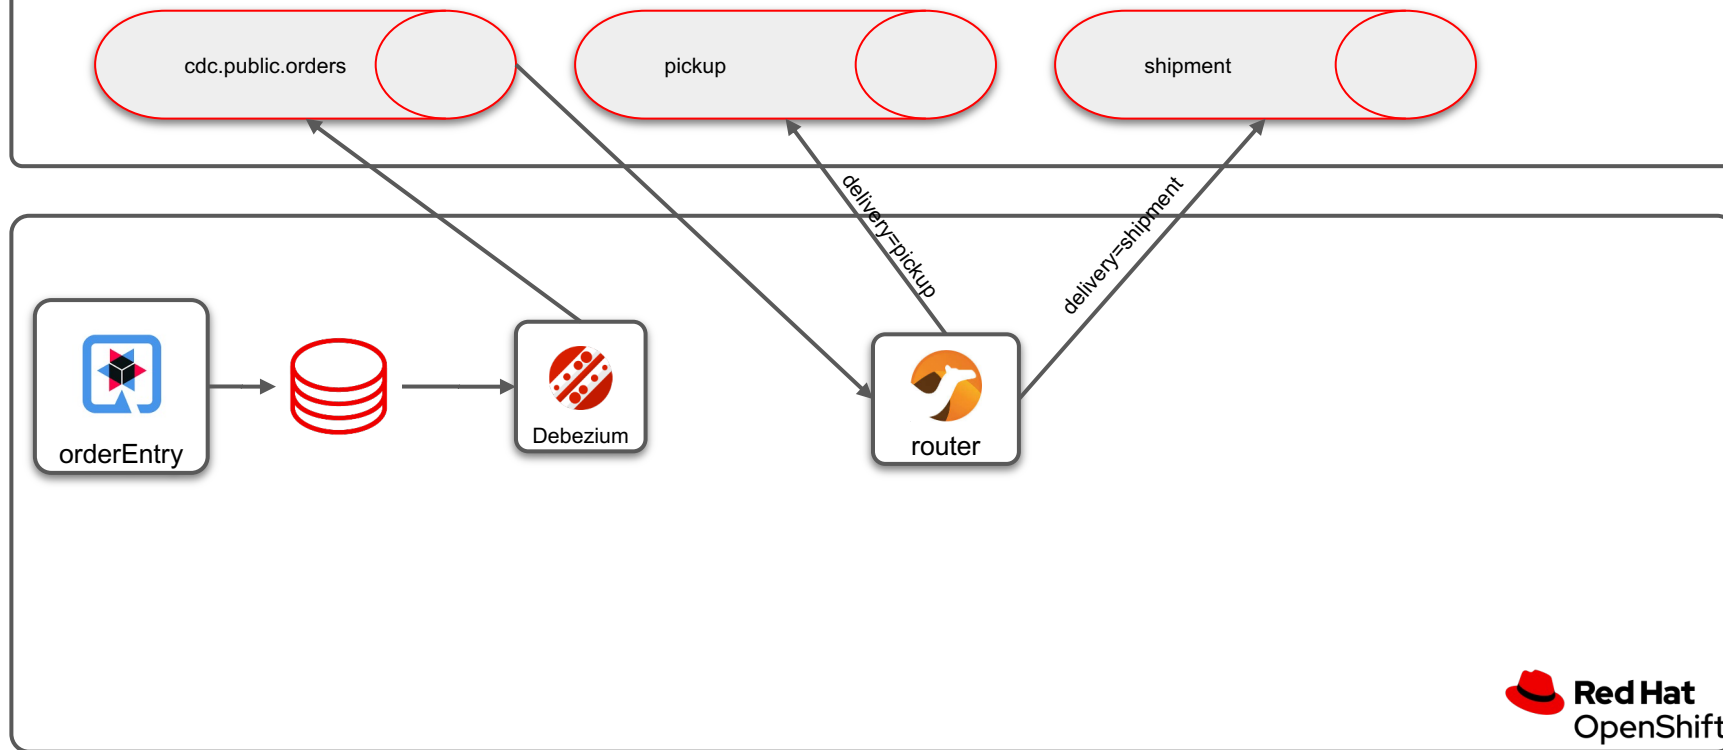 cdc.public.orders
pickup
shipment
delivery=pickup
delivery=shipment
orderEntry
Debezium
router
Red Hat
OpenShift